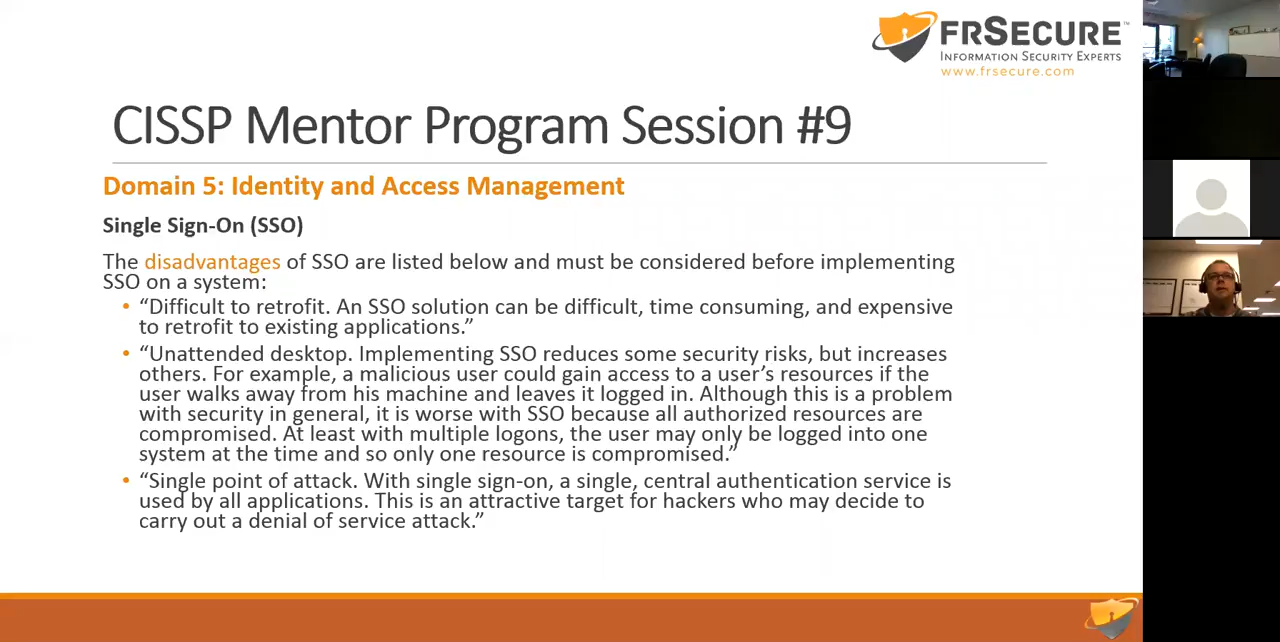 FRSECURE™
INFORMATION SECURITY EXPERTS
www.frsecure.com
CISSP Mentor Program Session #9
Domain 5: Identity and Access Management
Single Sign-On (SSO)
The disadvantages of SSO are listed below and must be considered before implementing
SSO on a system:
• “Difficult to retrofit. An SSO solution can be difficult, time consuming, and expensive
to retrofit to existing applications.”
• “Unattended desktop. Implementing SSO reduces some security risks, but increases
others. For example, a malicious user could gain access to a user’s resources if the
user walks away from his machine and leaves it logged in. Although this is a problem
with security in general, it is worse with SSO because all authorized resources are
compromised. At least with multiple logons, the user may only be logged into one
system at the time and so only one resource is compromised.”
• “Single point of attack. With single sign-on, a single, central authentication service is
used by all applications. This is an attractive target for hackers who may decide to
carry out a denial of service attack.”